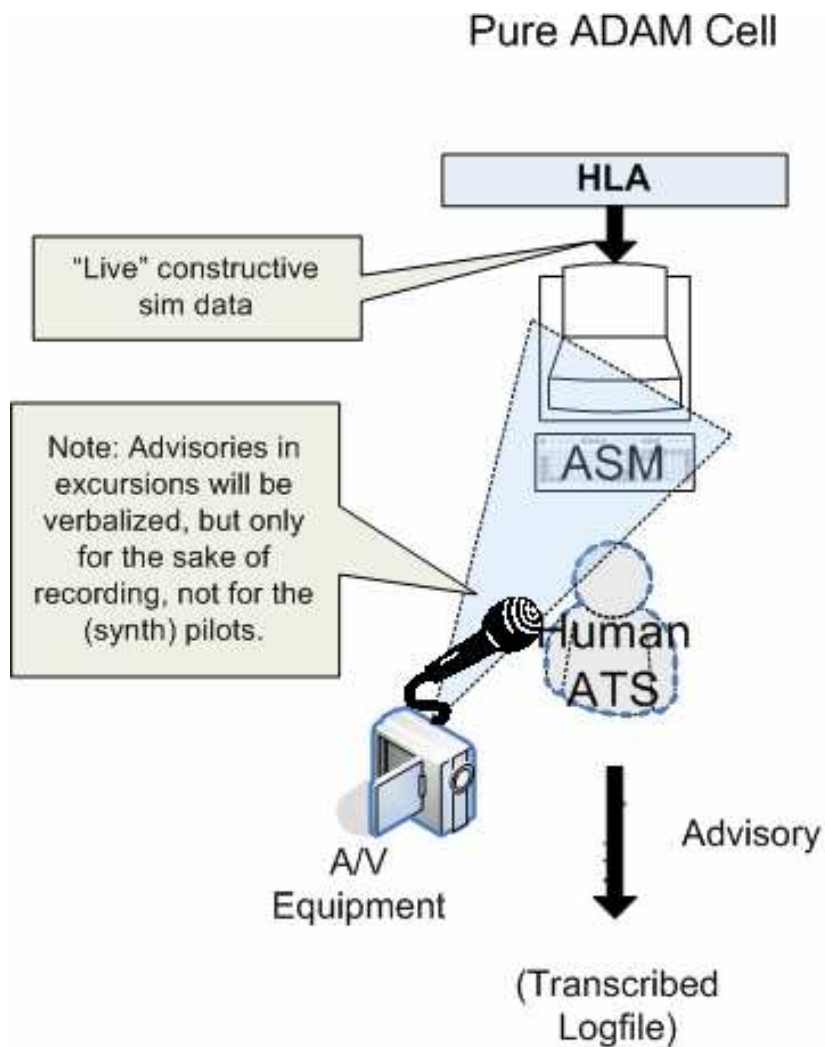 Pure ADAM Cell
HLA
“Live” constructive
sim data
Note: Advisories in
excursions will be
verbalized, but only
for the sake of
recording, not for the
(synth) pilots.
ASM
Human
ATS
A/V
Equipment
Advisory
(Transcribed
Logfile)